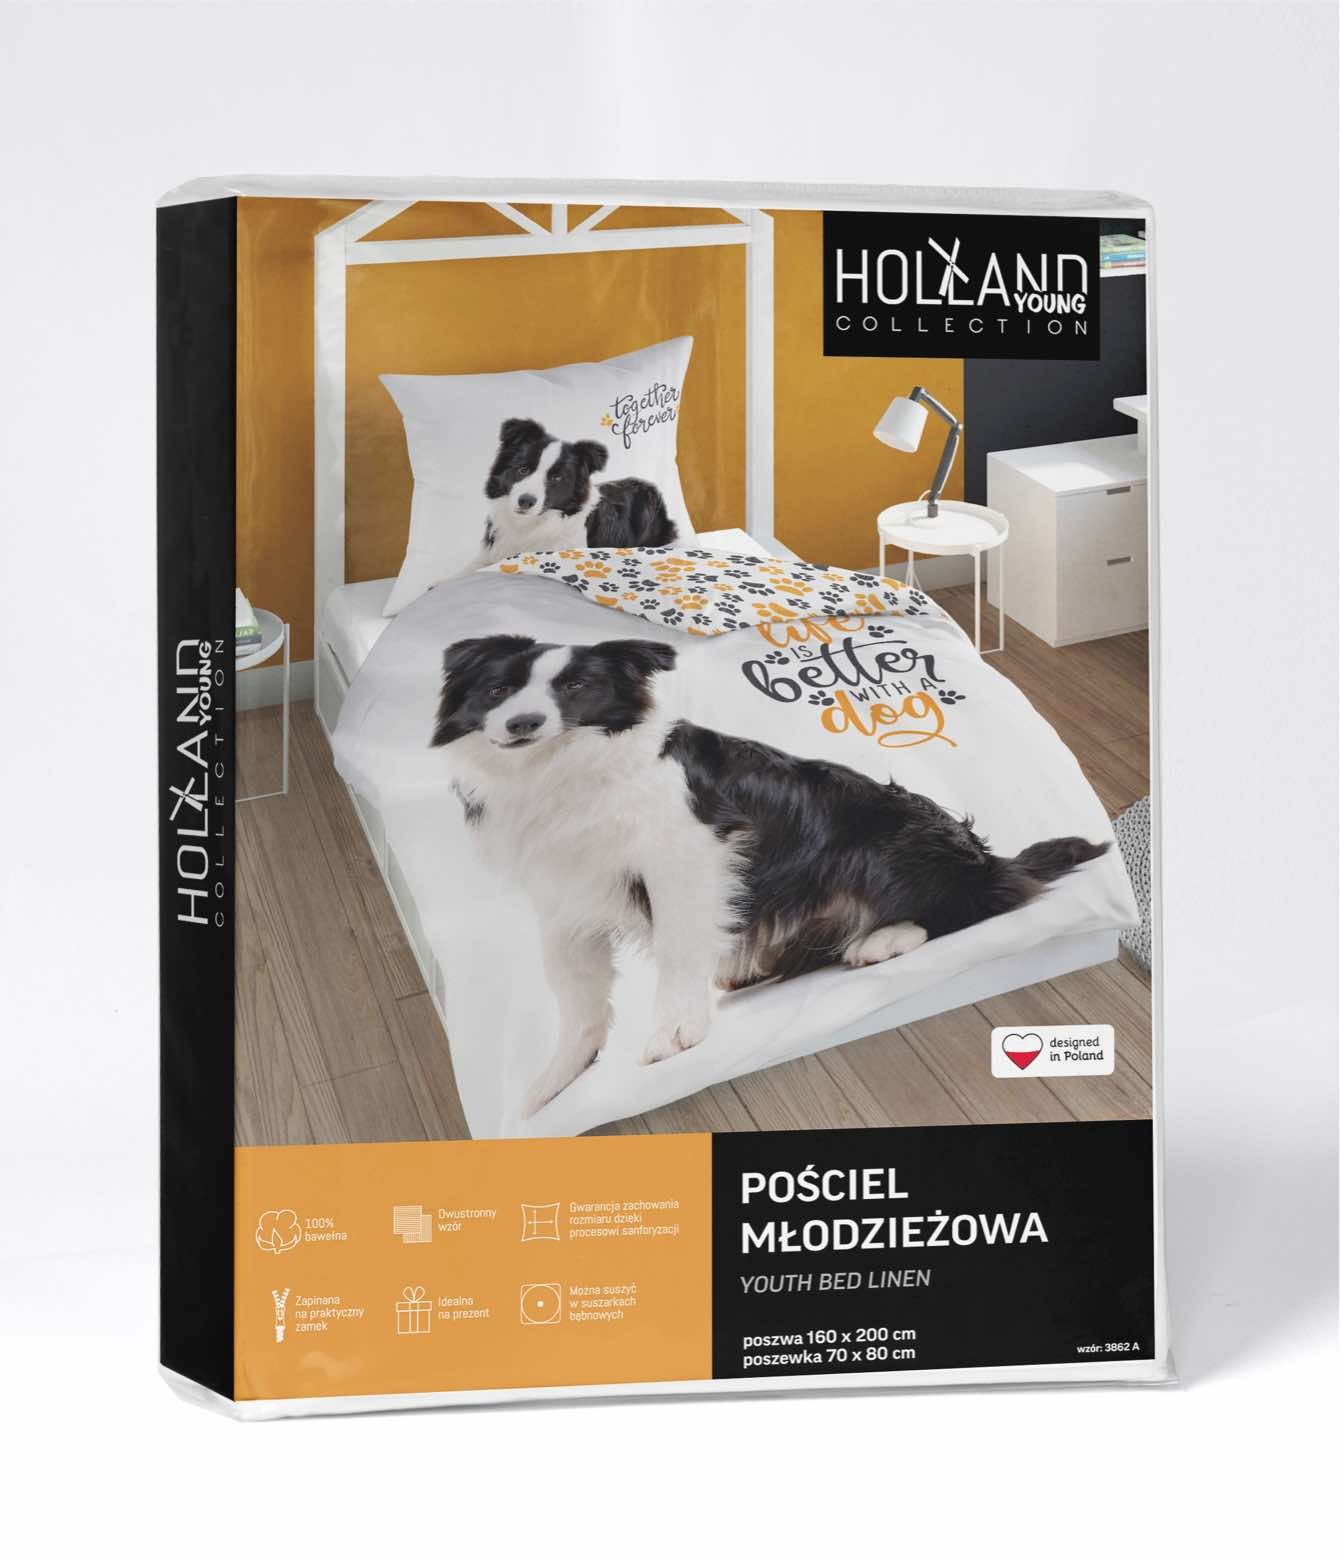 HOLLAND
YOUNG
COLLECTION
HOLLAND
YOUNG
COLLECTION
together
forever
life
IS
better
WITH A
dog
designed
in Poland
100%
bawełna
Dwustronny
wzór
Gwarancja zachowania
rozmiaru dzięki
procesowi sanforyzacji
Zapinana
na praktyczny
zamek
Idealna
na prezent
Można suszyć
w suszarkach
bębnowych
POŚCIEL
MŁODZIEŻOWA
YOUTH BED LINEN
poszwa 160 x 200 cm
poszewka 70 x 80 cm
wzór: 3862 A